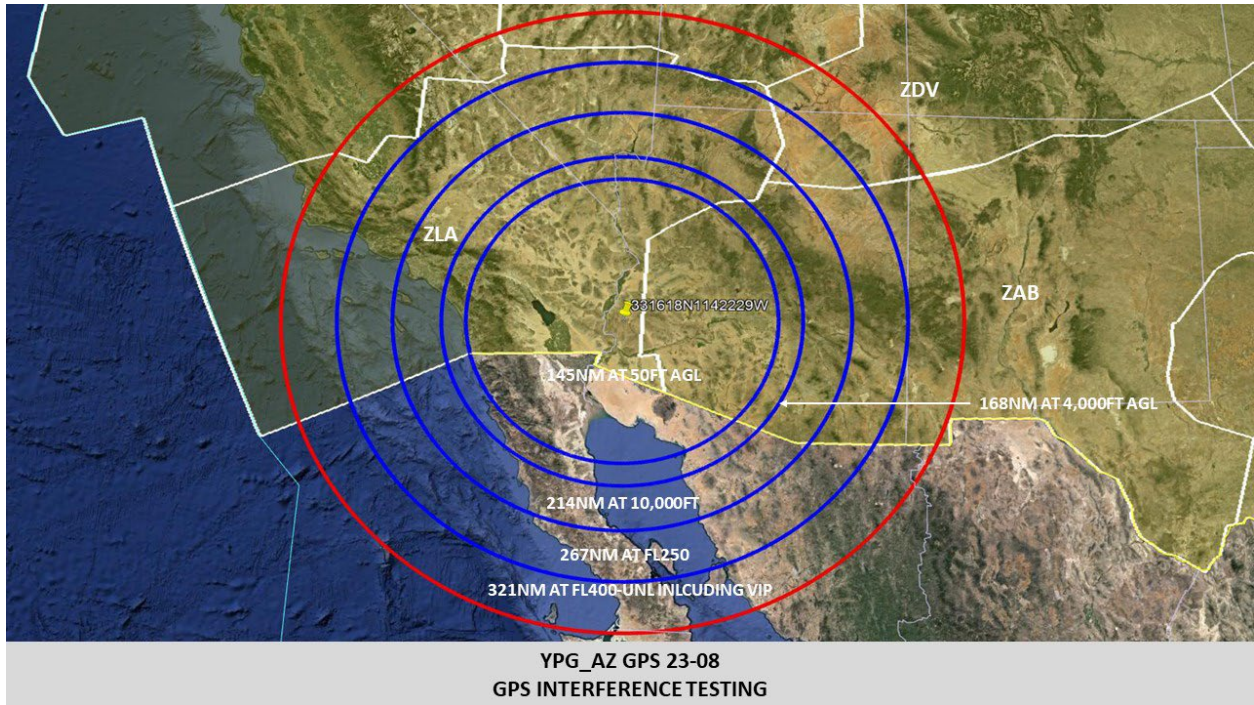 ZDV
ZLA
ZAB
331618N1142229W
145NM AT 50FT AGL
168NM AT 4,000FT AGL
214NM AT 10,000FT
267NM AT FL250
321NM AT FL400-UNL INLCUDING VIP
YPG_AZ GPS 23-08
GPS INTERFERENCE TESTING